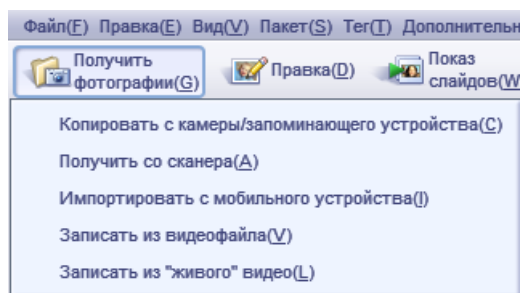 Файл(F) Правка(E) Вид(V) Пакет(S) Тег(T) Дополнительн
Получить
фотографии(G)
Правка(D)
Показ
слайдов(W
Копировать с камеры/запоминающего устройства(C)
Получить со сканера(A)
Импортировать с мобильного устройства(I)
Записать из видеофайла(V)
Записать из "живого" видео(L)